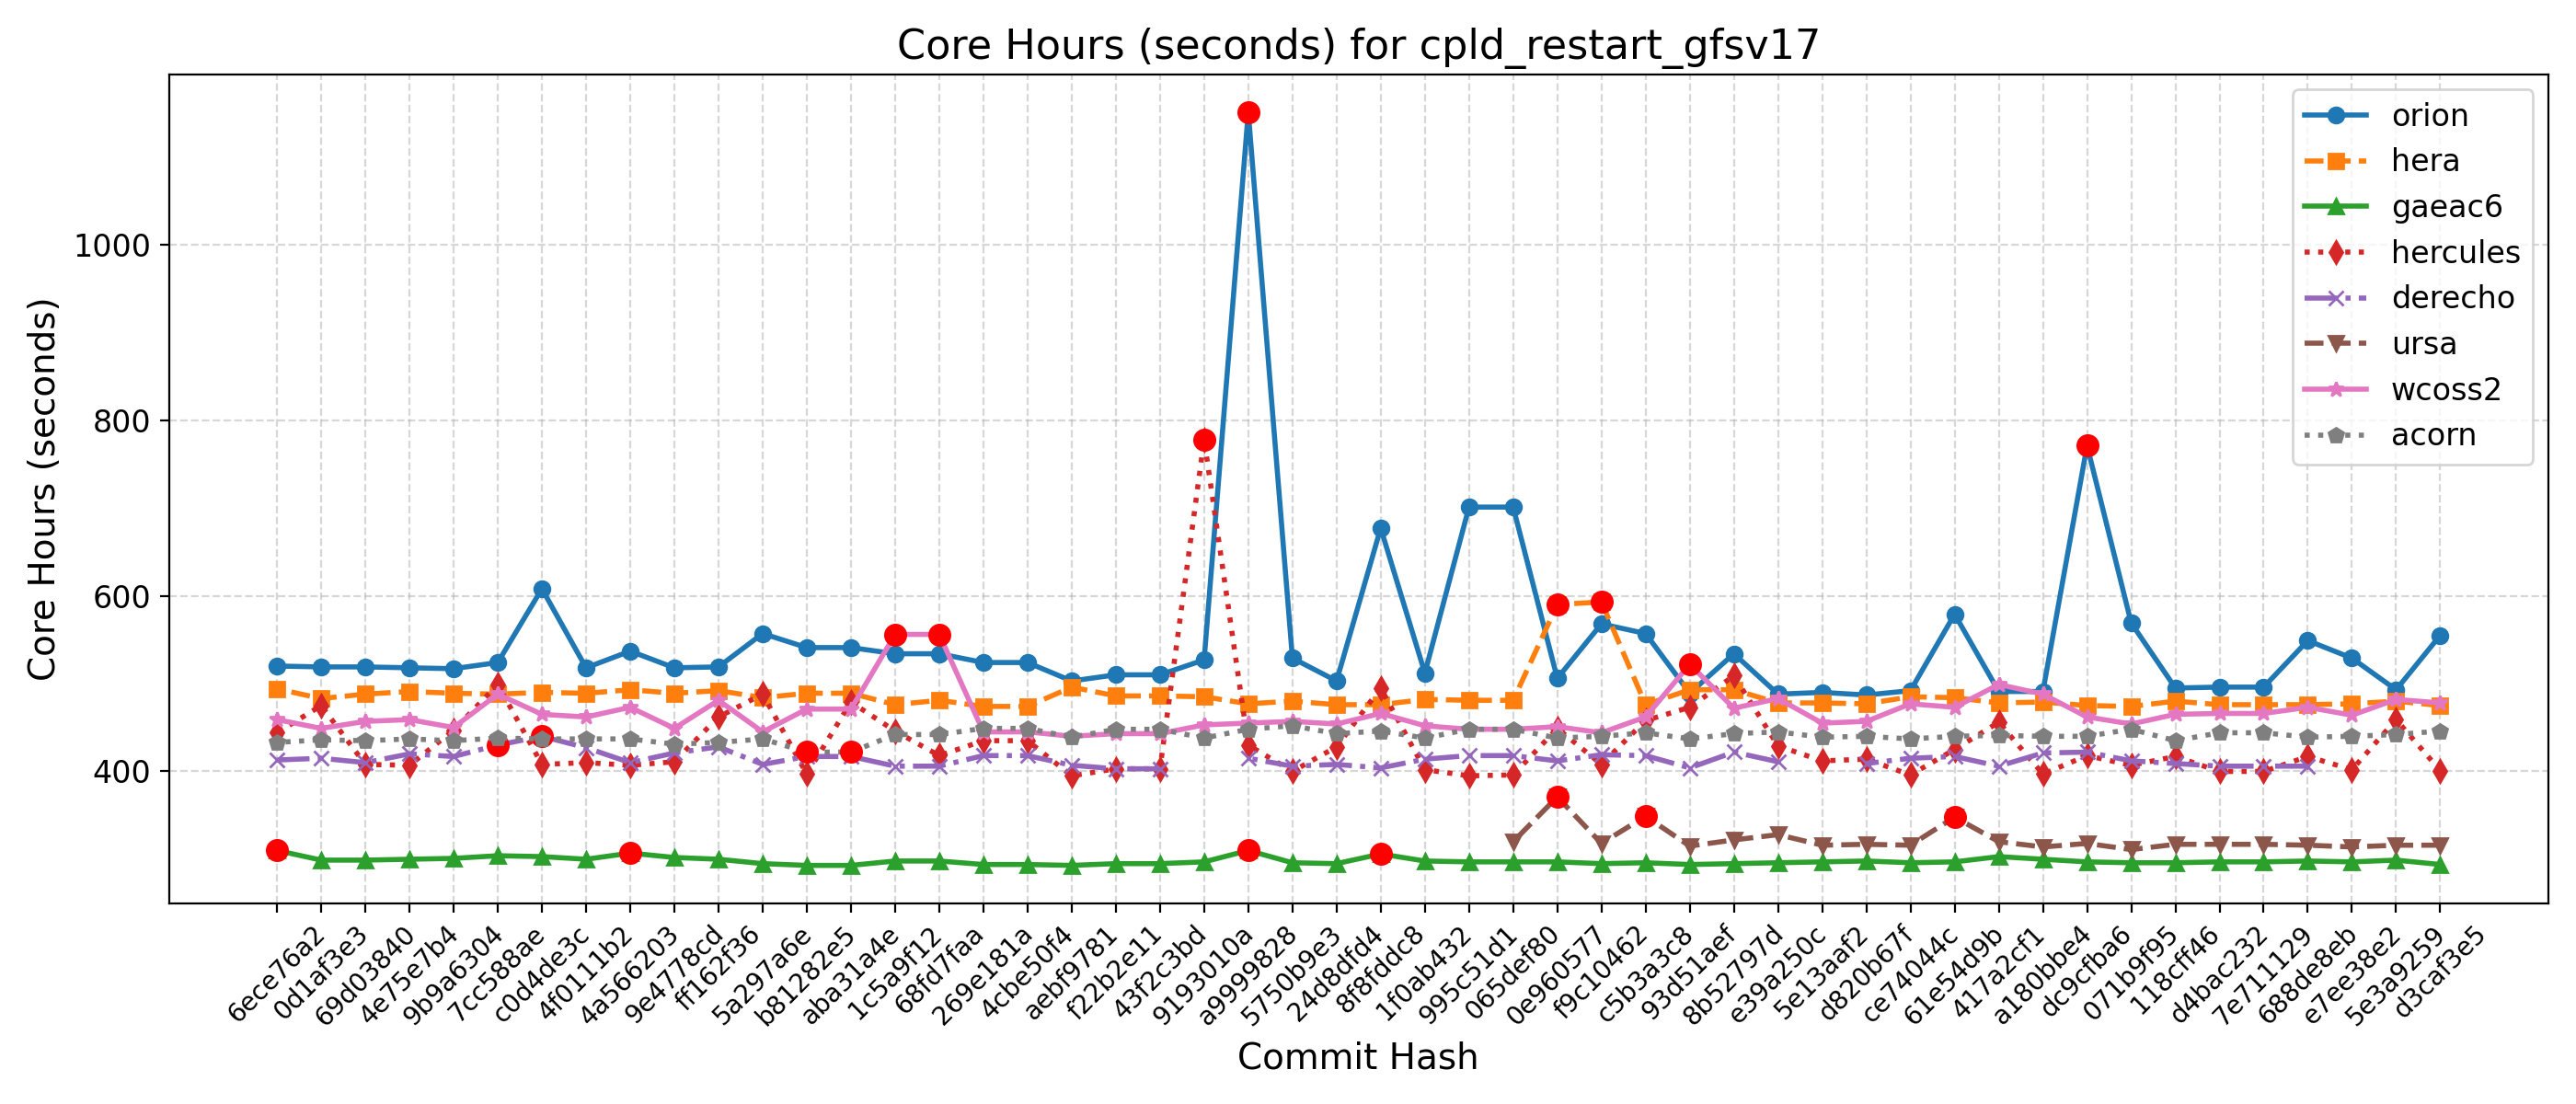 Core Hours (seconds) for cpld_restart_gfsv17
Core Hours (seconds)
1000
800
600
400
orion
hera
gaeac6
hercules
derecho
ursa
wcoss2
acorn
6ece76a2
0d1af3e3
69d03840
4e75e7b4
9b9a6304
7cc588ae
c0d4de3c
4f0111b2
4a566203
9e4778cd
ff162f36
5a297a6e
b81282e5
aba31a4e
1c5a9f12
68fd7faa
269e181a
4cbe50f4
aebf9781
f22b2e11
43f2c3bd
9193010a
a9999828
5750b9e3
24d8dfd4
8f8fddc8
1f0ab432
995c51d1
065def80
0e960577
f9c10462
c5b3a3c8
93d51aef
8b52797d
e39a250c
5e13aaf2
d820b67f
ce74044c
61e54d9b
417a2cf1
a180bbe4
dc9cfba6
071b9f95
118cff46
d4bac232
7e711129
688de8eb
e7ee38e2
5e3a9259
d3caf3e5
Commit Hash